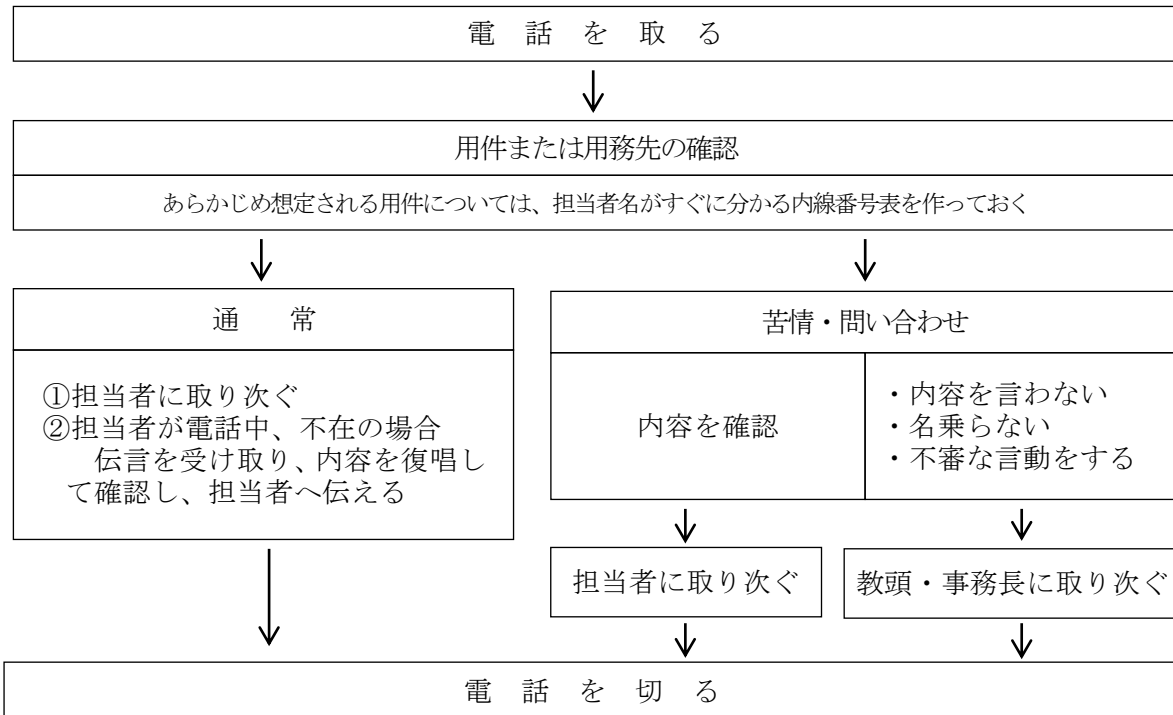 電話を取る
用件または用務先の確認
あらかじめ想定される用件については、担当者名がすぐに分かる内線番号表を作っておく
通常
①担当者に取り次ぐ
②担当者が電話中、不在の場合
伝言を受け取り、内容を復唱し
て確認し、担当者へ伝える
苦情・問い合わせ
内容を確認
・内容を言わない
・名乗らない
・不審な言動をする
担当者に取り次ぐ
教頭・事務長に取り次ぐ
電話を切る